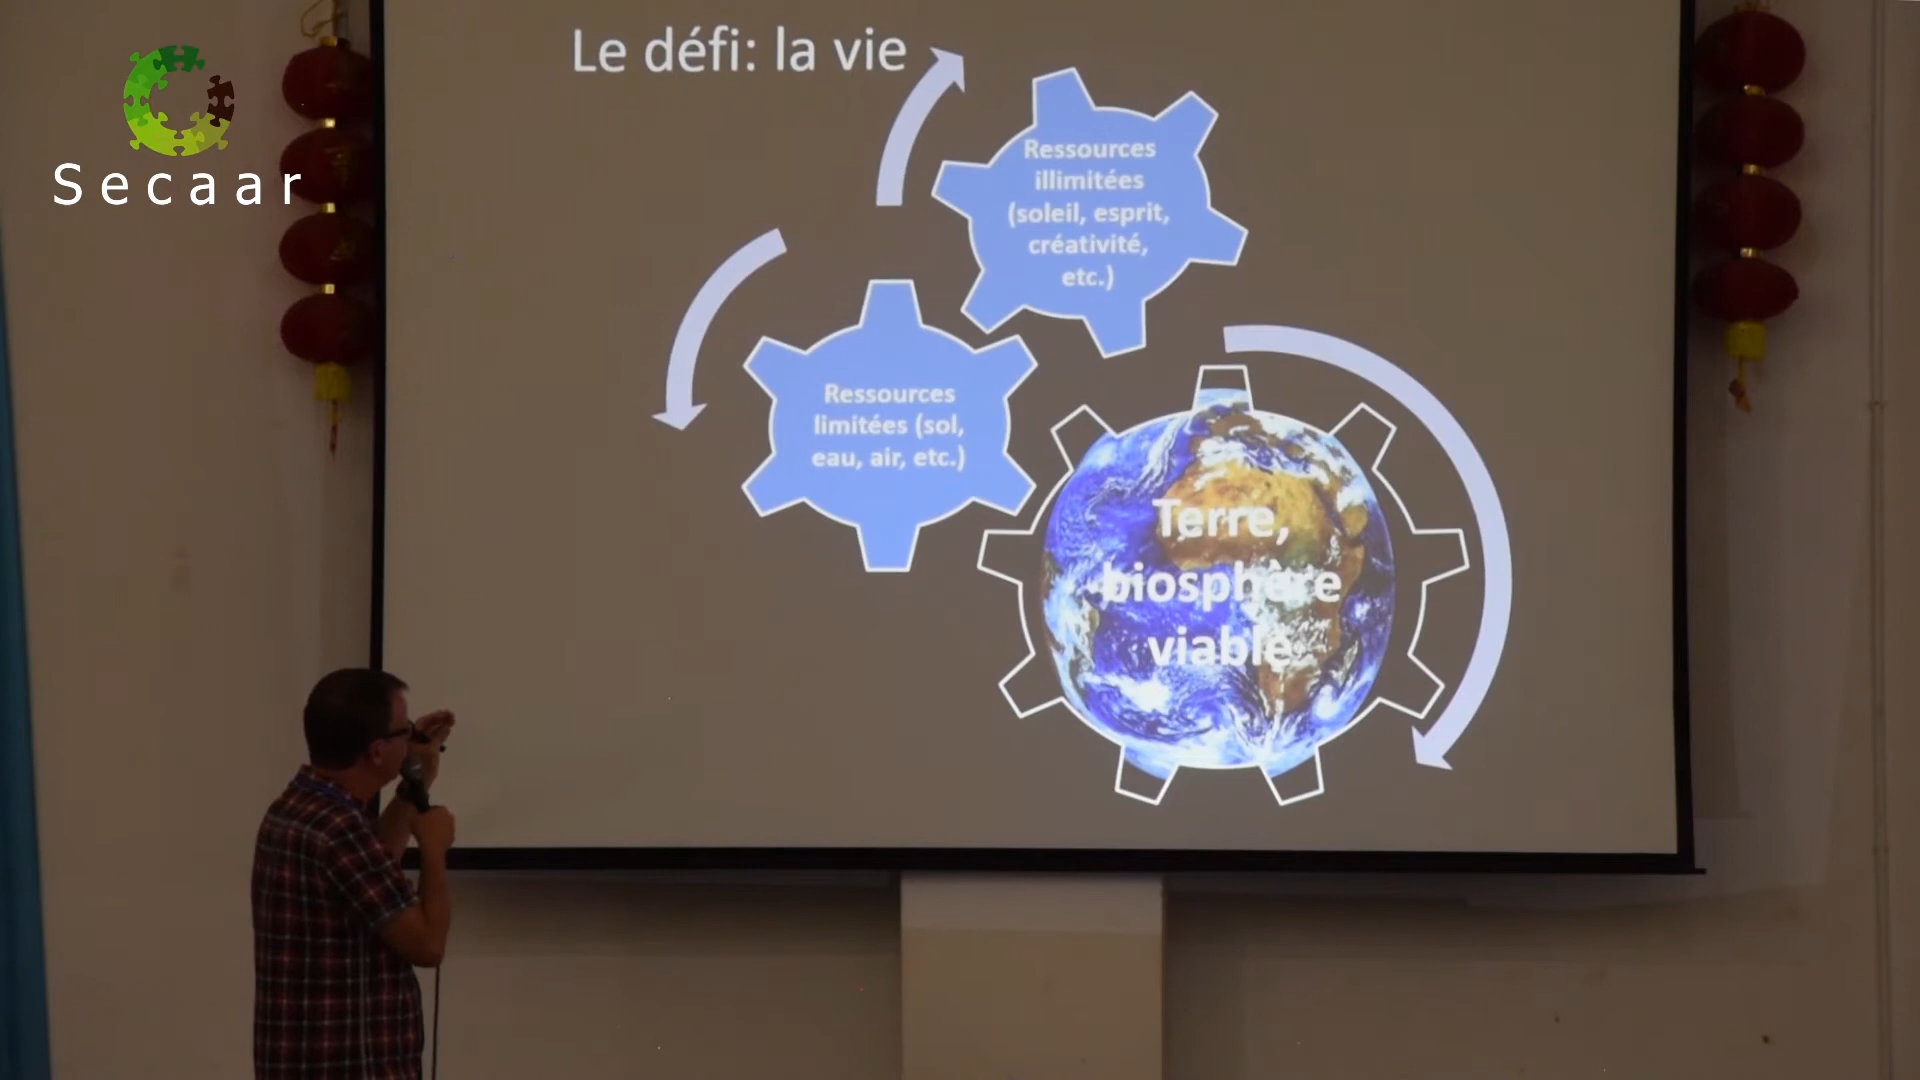 Secaar
Le défi: la vie
Ressources
illimitées
(soleil, esprit,
créativité,
etc.)
Ressources
limitées (sol,
eau, air, etc.)
Terre,
biosphère
viable